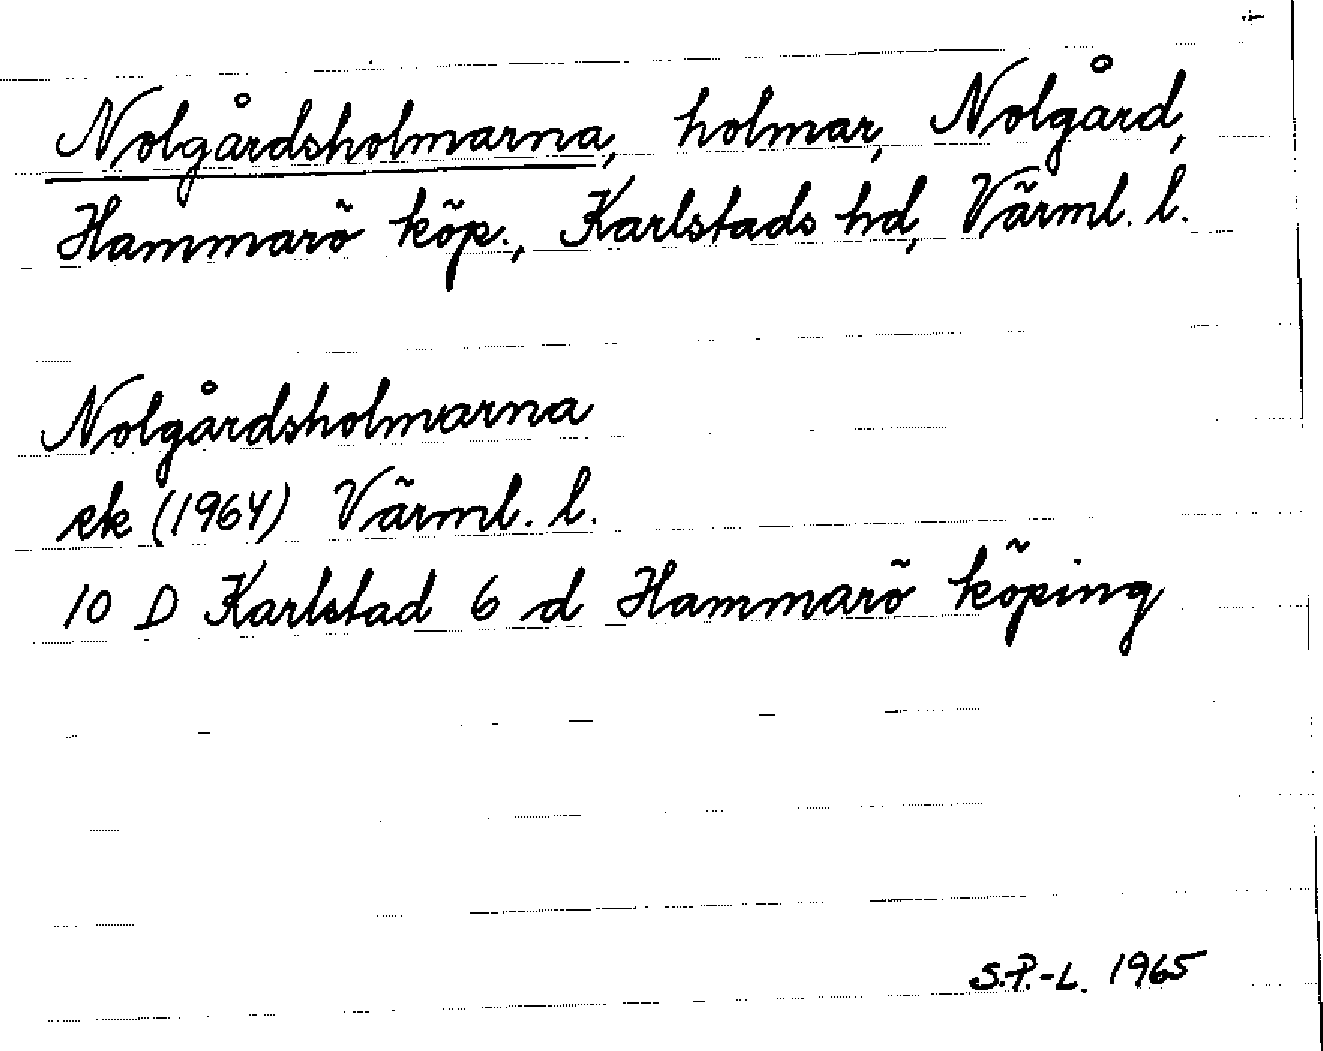 Nolgårdsholmarna, holmar, Nolgård,
Hammarö köp., Karlstads hd, Värml. l.
Nolgårdsholmarna
ek (1964) Värml. l.
10 D Karlstad 6 d Hammarö köping
S.P.-L. 1965